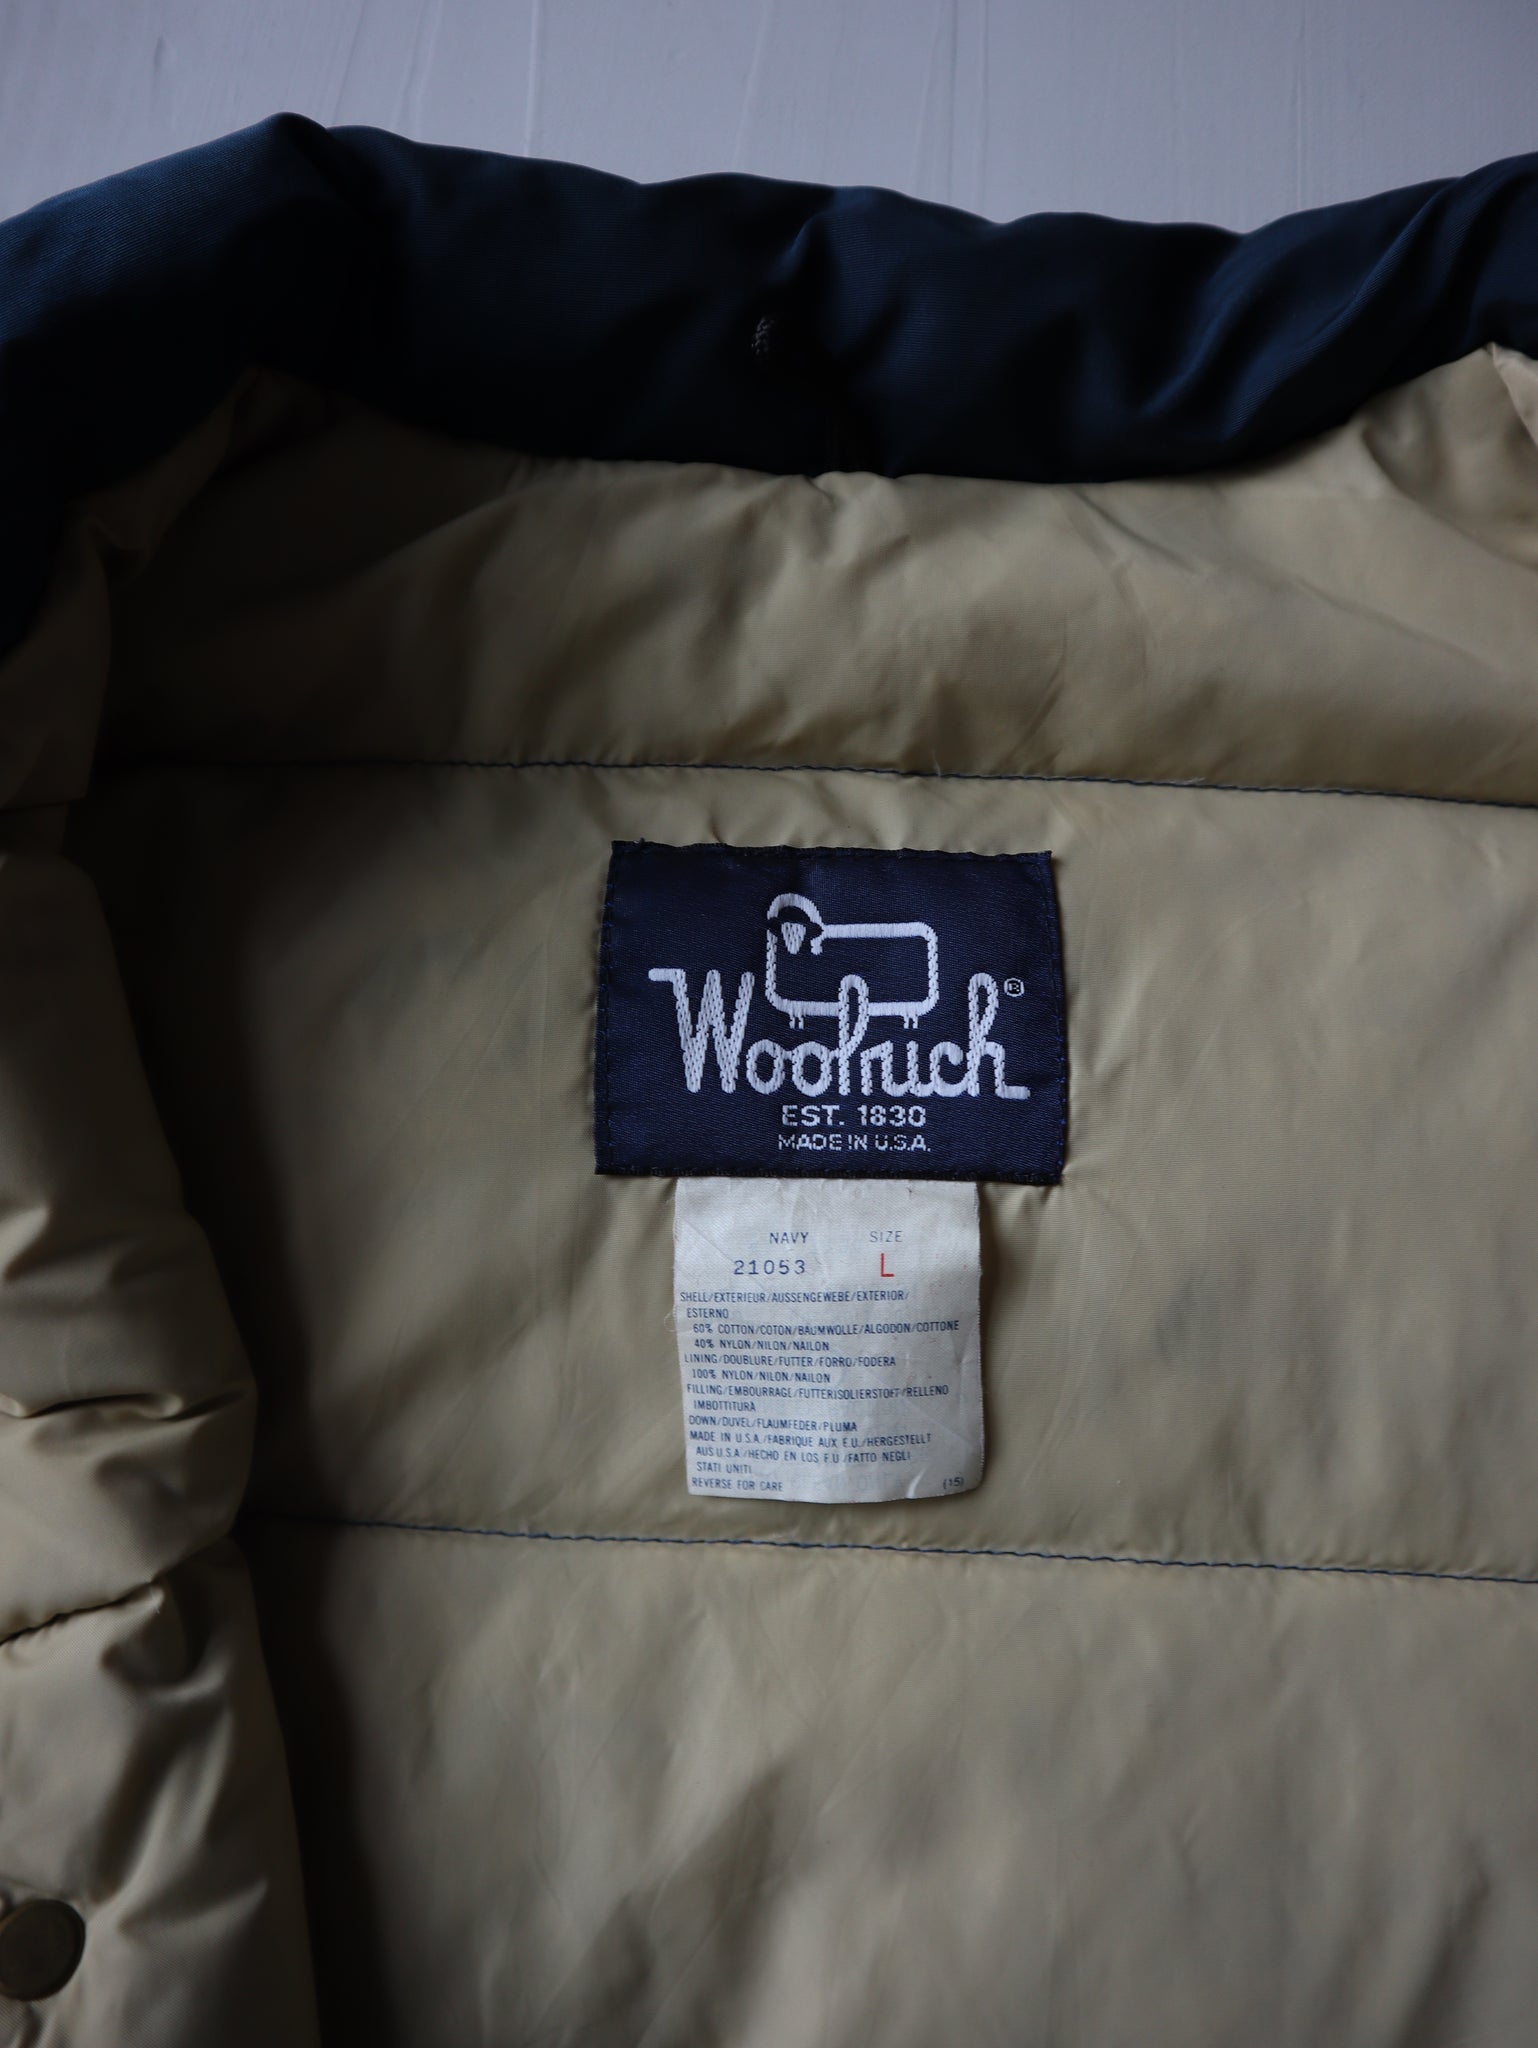 Woolrich®
EST. 1830
MADE IN U.S.A.
NAVY SIZE
21053 L
SHELL/EXTERIEUR/AUSSENGEWEBE/EXTERIOR/
ESTERNO
60% COTTON/COTON/BAUMWOLLE/ALGODON/COTTONE
40% NYLON/NILON/NAILON
LINING/DOUBLURE/FUTTER/FORRO/FODERA
100% NYLON/NILON/NAILON
FILLING/EMBOURRAGE/FUTTERISOLIERSTOFF/RELLENO
IMBOTTITURA
DOWN/DUVEL/FLAUMFEDER/PLUMA
MADE IN U.S.A./FABRIQUE AUX E.U./HERGESTELLT
AUS U.S.A./HECHO EN LOS F.U./FATTO NEGLI
STATI UNITI
REVERSE FOR CARE (15)